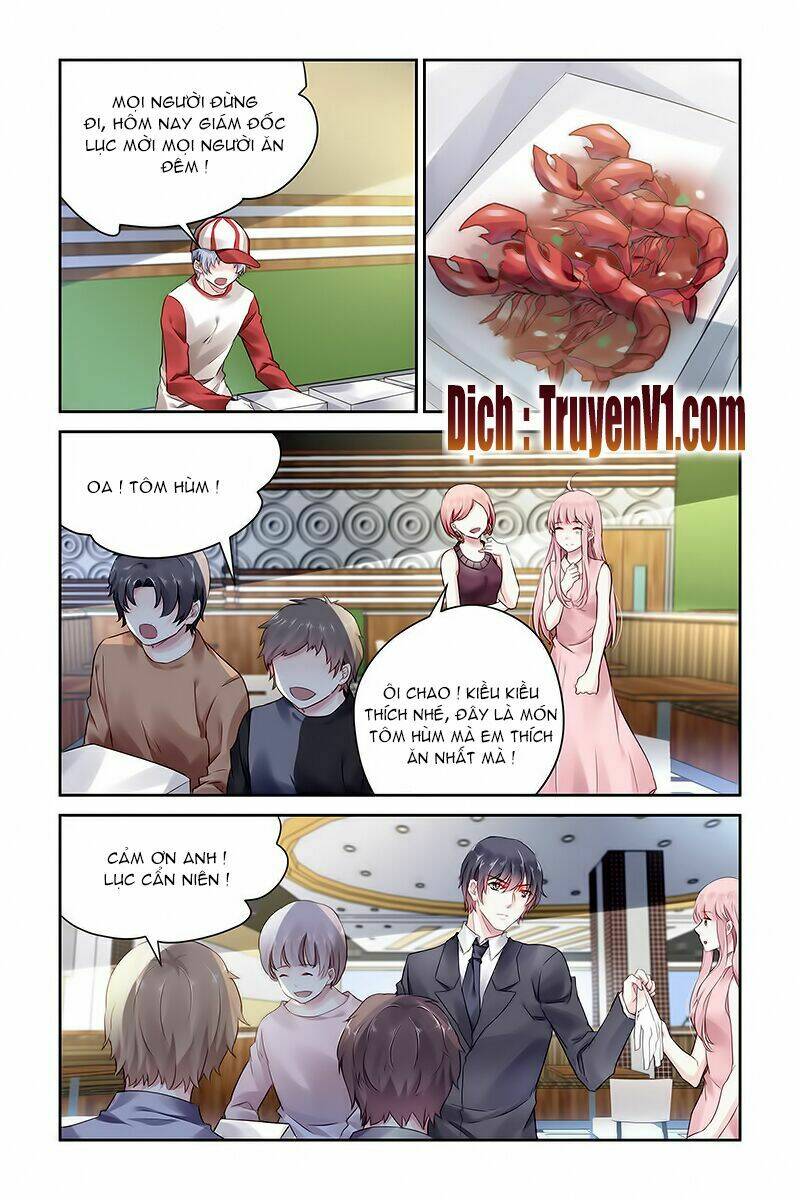 MỌI NGƯỜI ĐỪNG
ĐI, HÔM NAY GIÁM ĐỐC
LỤC MỜI MỌI NGƯỜI ĂN
ĐÊM !
Dịch : TruyenV1.com
OA ! TÔM HÙM !
ÔI CHAO ! KIỀU KIỀU
THÍCH NHÉ, ĐÂY LÀ MÓN
TÔM HÙM MÀ EM THÍCH
ĂN NHẤT MÀ !
CẢM ƠN ANH !
LỤC CẨN NIÊN !